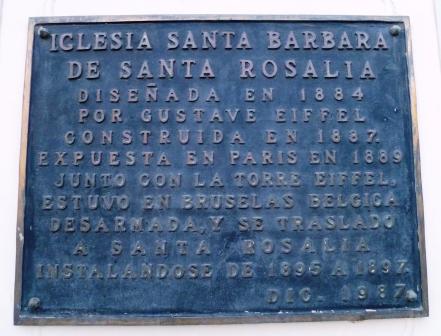 IGLESIA SANTA BARBARA
DE SANTA ROSALIA
DISEÑADA EN 1884
POR GUSTAVE EIFFEL
CONSTRUIDA EN 1887.
EXPUESTA EN PARIS EN 1889
JUNTO CON LA TORRE EIFFEL.
ESTUVO EN BRUSELAS BELGICA
DESARMADA, Y SE TRASLADO
A SANTA ROSALIA
INSTALANDOSE DE 1895 A 1897.
DIC. 1987